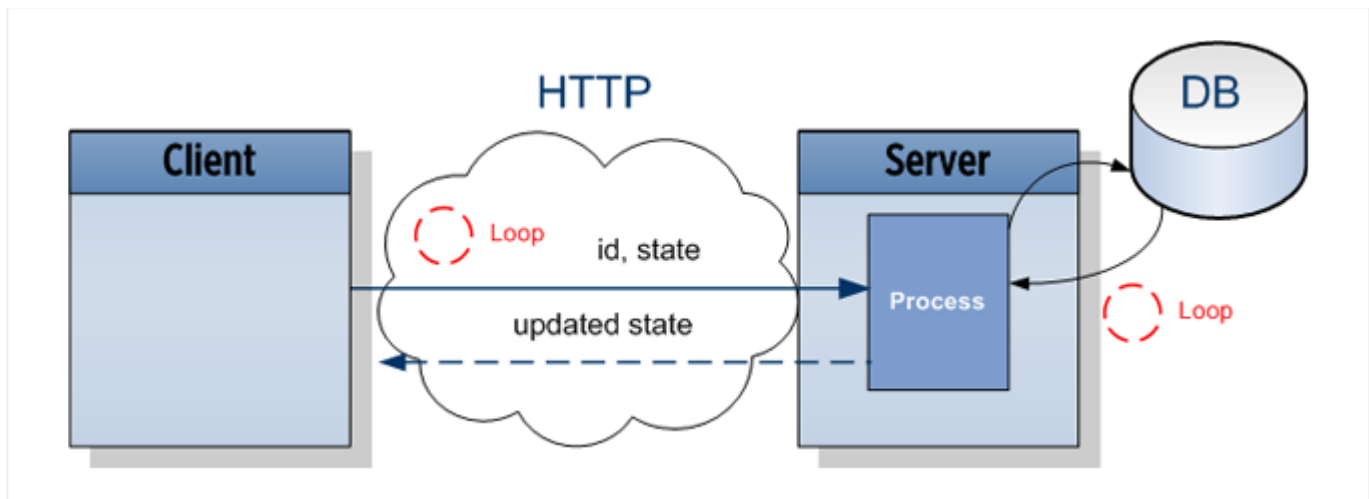 HTTP
DB
Client
Server
Loop
id, state
Process
updated state
Loop